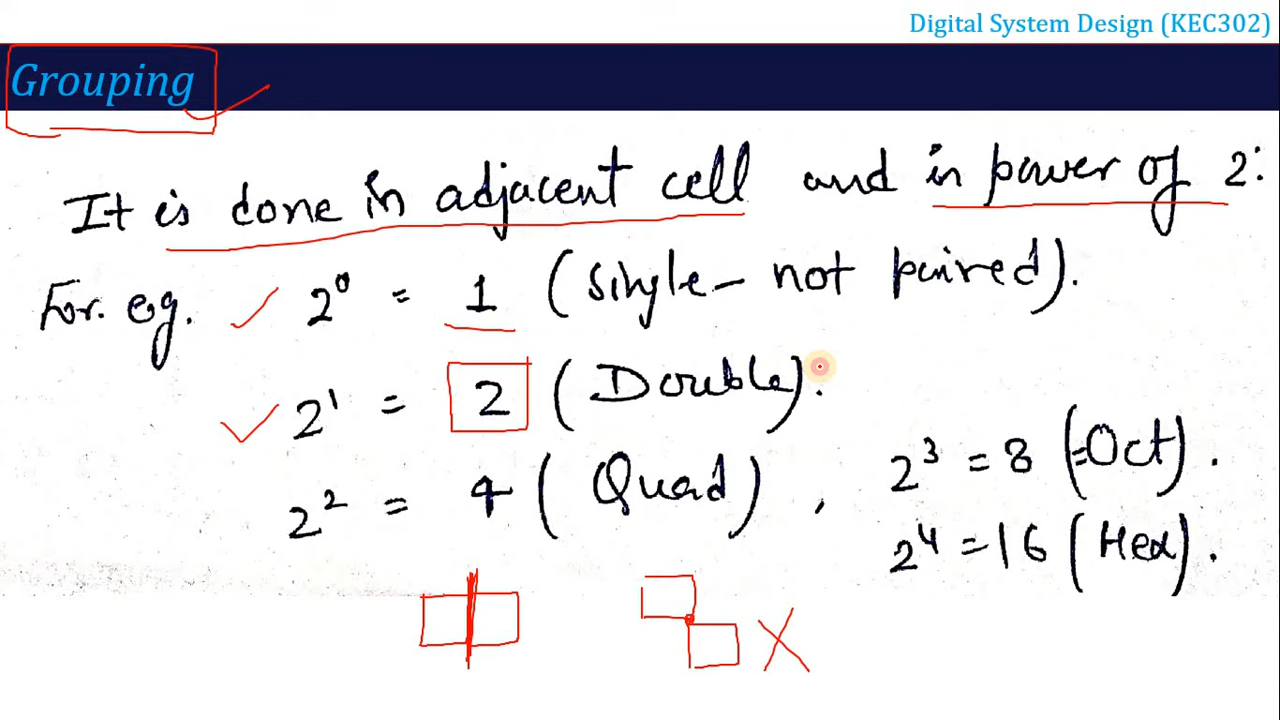 Digital System Design (KEC302)
Grouping
It is done in adjacent cell and in power of 2:
For. eg. 2⁰ = 1 (Single - not paired).
2¹ = 2 (Double).
2² = 4 (Quad), 2³ = 8 (=Oct).
2⁴ = 16 (Hex).